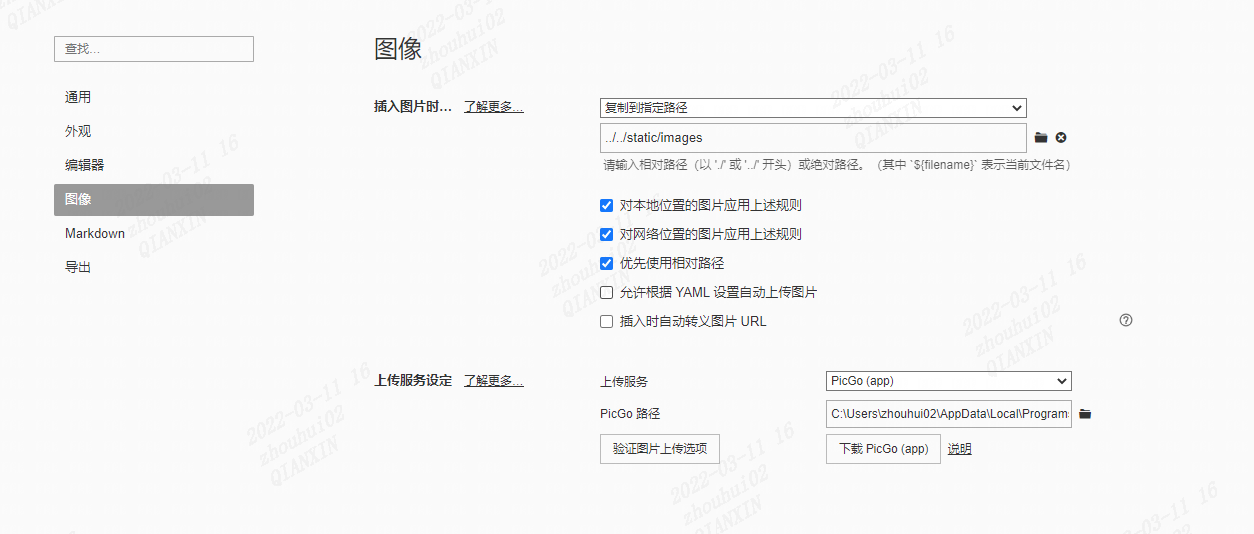 查找...
通用
外观
编辑器
图像
Markdown
导出
图像
插入图片时... 了解更多...
复制到指定路径
../../static/images
请输入相对路径（以 './' 或 '../' 开头）或绝对路径。（其中 `${filename}` 表示当前文件名）
对本地位置的图片应用上述规则
对网络位置的图片应用上述规则
优先使用相对路径
允许根据 YAML 设置自动上传图片
插入时自动转义图片 URL
上传服务设定 了解更多...
上传服务 PicGo (app)
PicGo 路径 C:\Users\zhouhui02\AppData\Local\Program
验证图片上传选项 下载 PicGo (app) 说明
2022-03-11 16
zhouhui02
QIANXIN